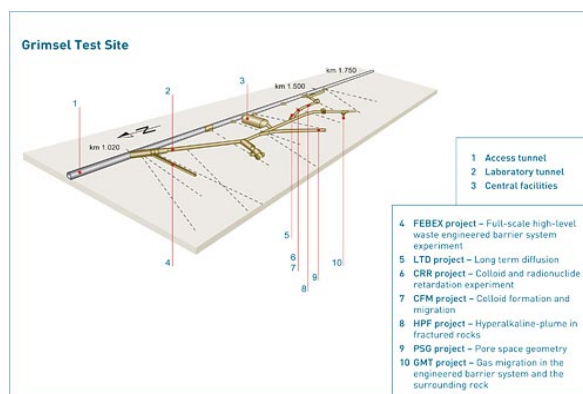 Grimsel Test Site
1
2
3
km 1.750
km 1.500
N
km 1.020
4
5
6
7
8
9
10
1 Access tunnel
2 Laboratory tunnel
3 Central facilities
4 FEBEX project – Full-scale high-level
waste engineered barrier system
experiment
5 LTD project – Long term diffusion
6 CRR project – Colloid and radionuclide
retardation experiment
7 CFM project – Colloid formation and
migration
8 HPF project – Hyperalkaline-plume in
fractured rocks
9 PSG project – Pore space geometry
10 GMT project – Gas migration in the
engineered barrier system and the
surrounding rock